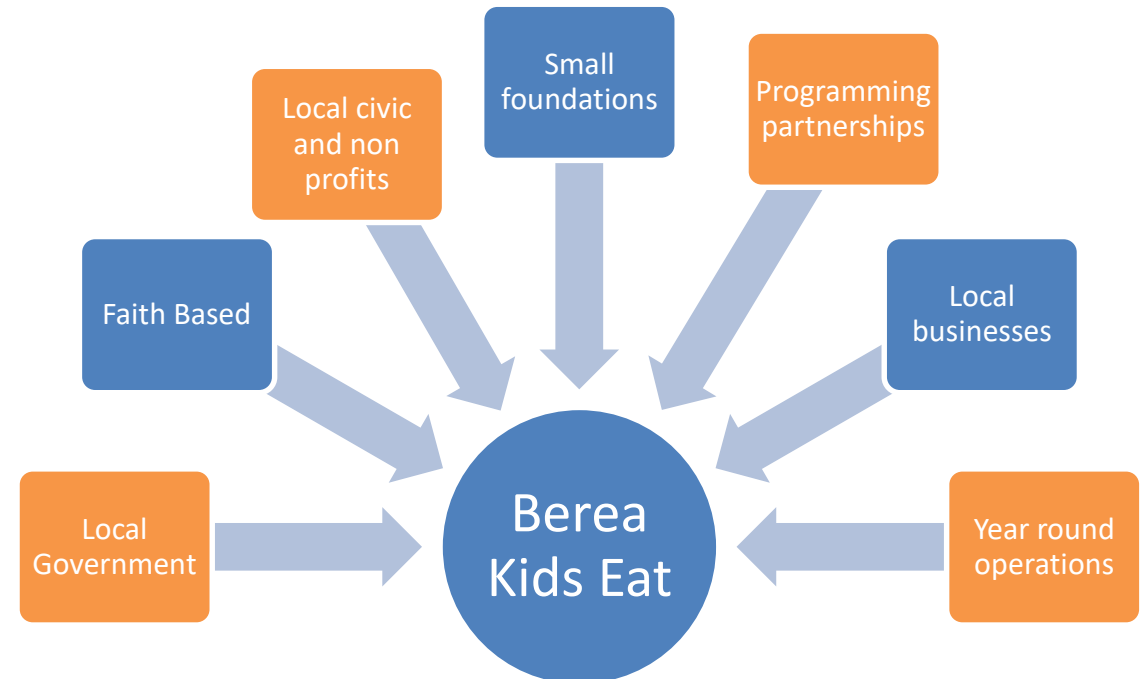 Small
foundations
Programming
partnerships
Local civic
and non
profits
Faith Based
Local
businesses
Local
Government
Berea
Kids Eat
Year round
operations